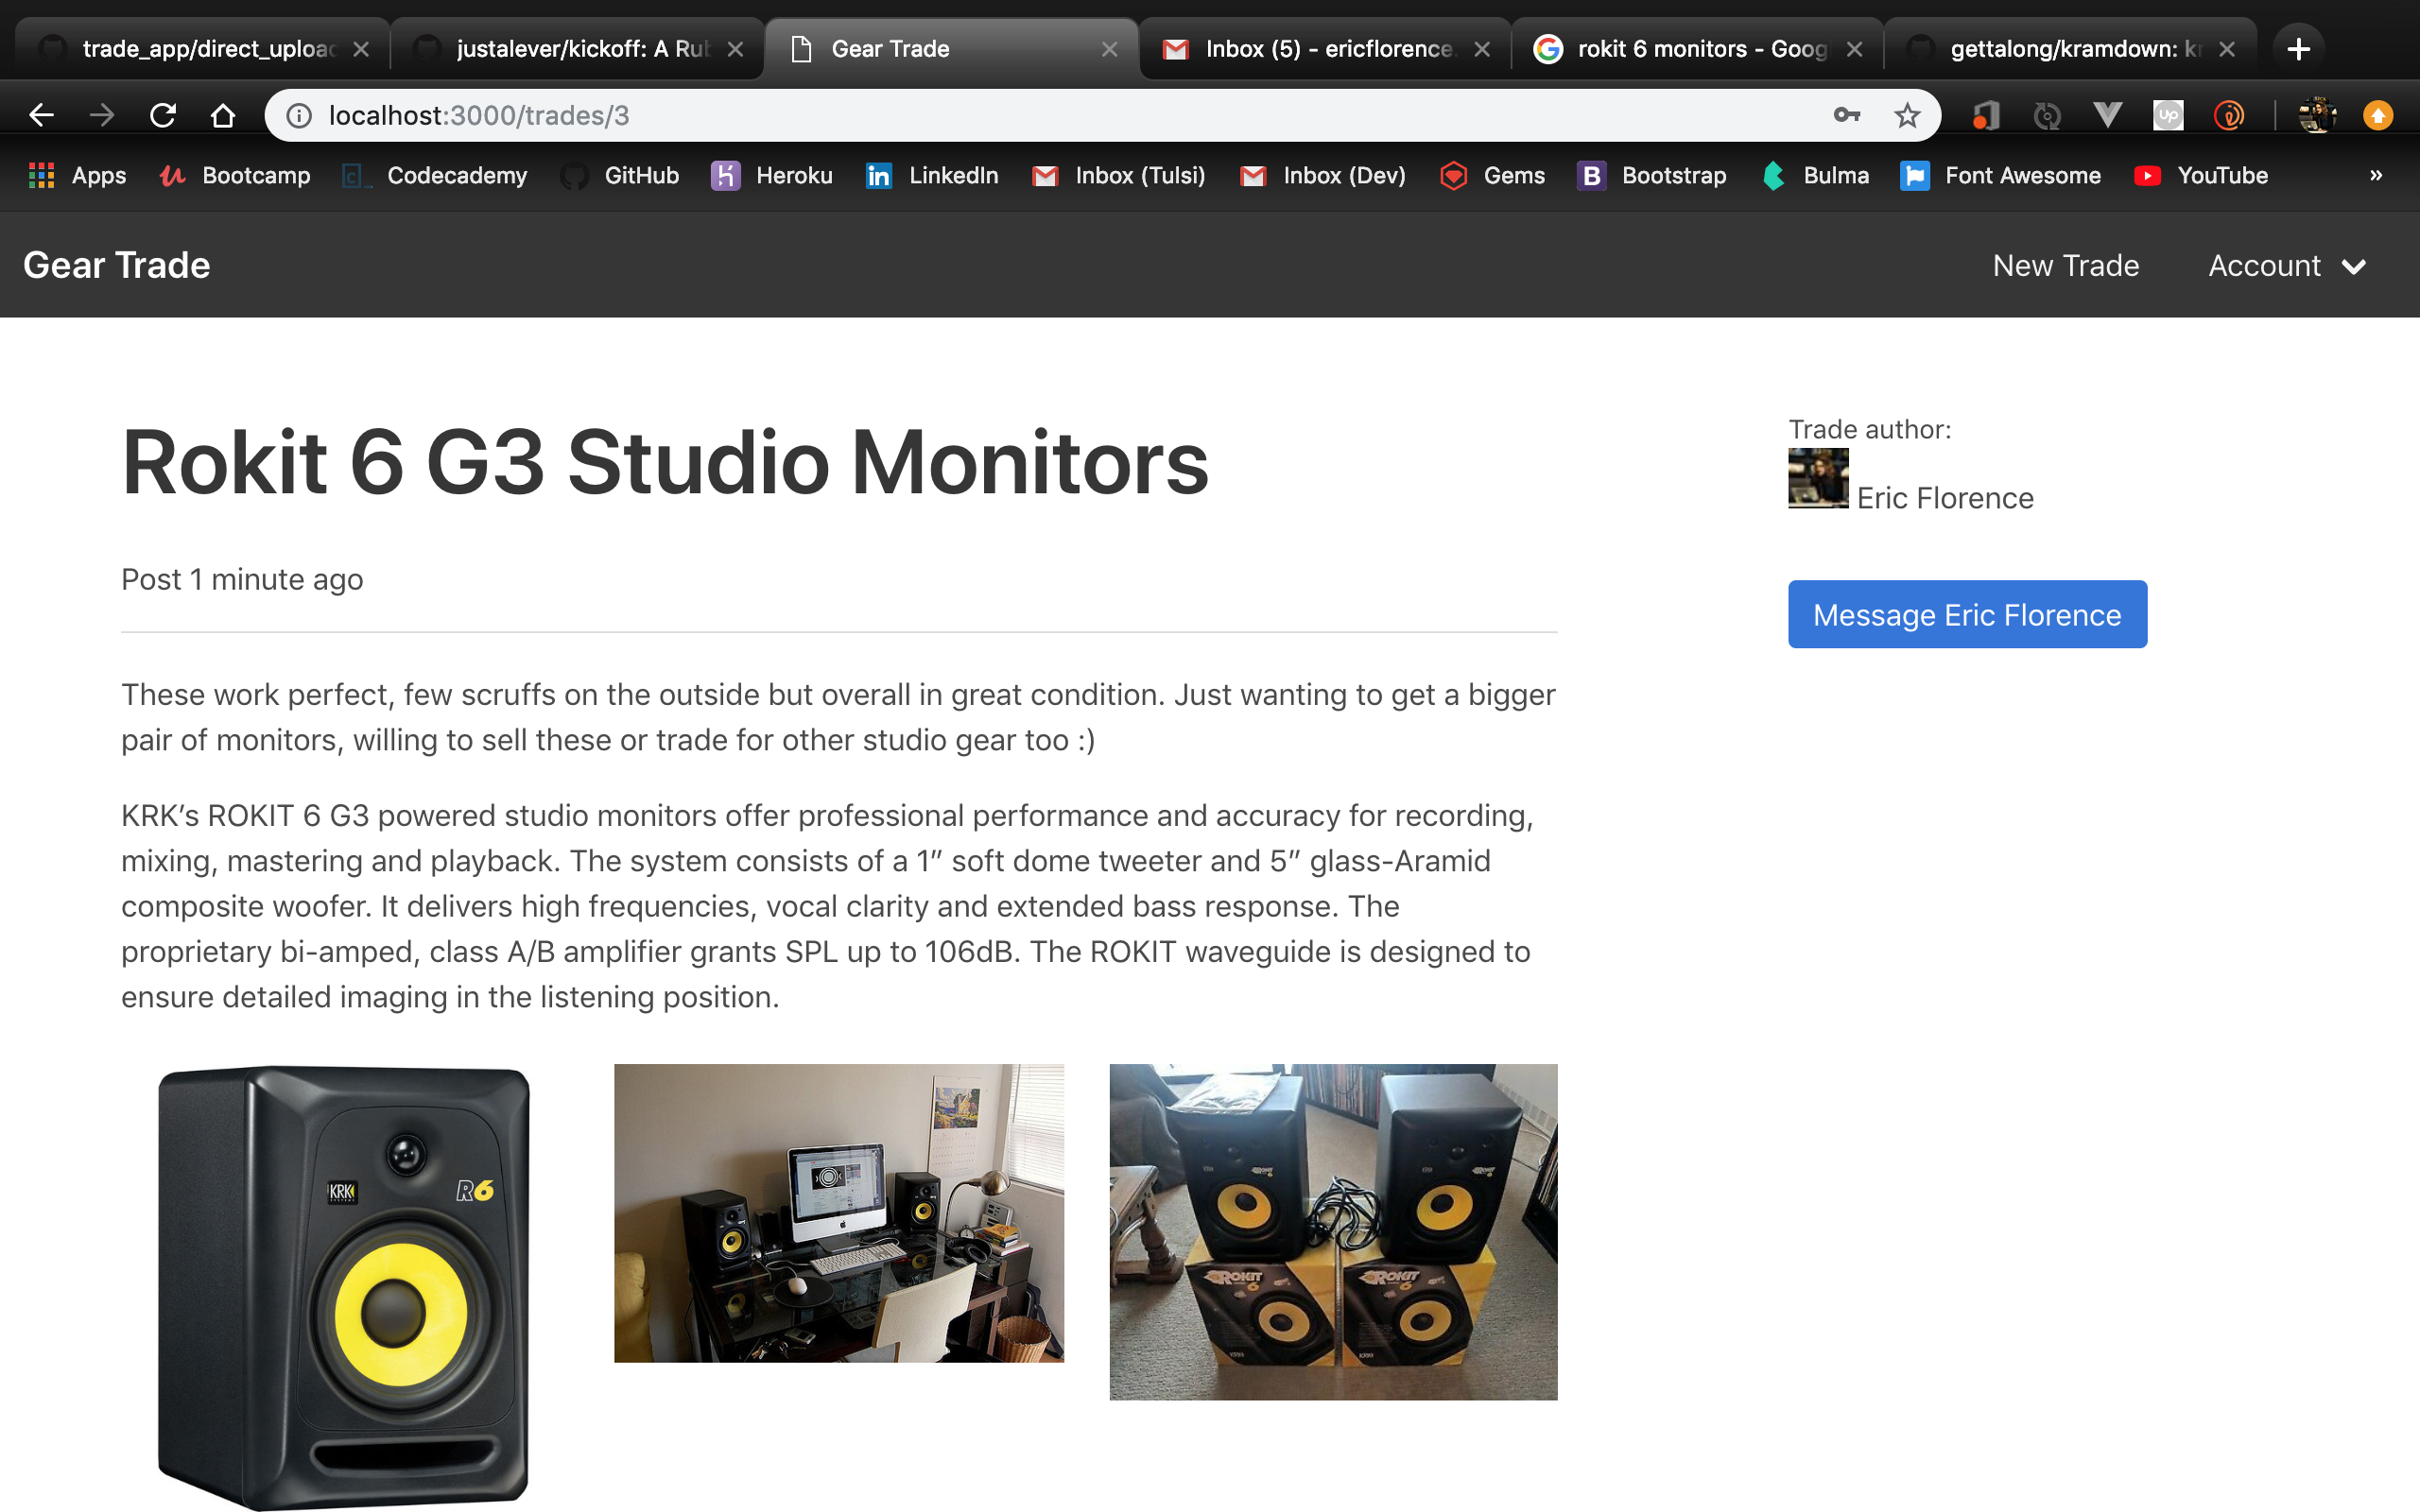 trade_app/direct_upload
justalever/kickoff: A Rub
Gear Trade
Inbox (5) - ericflorence.
rokit 6 monitors - Goog
gettalong/kramdown: kr
localhost:3000/trades/3
Apps
Bootcamp
Codecademy
GitHub
Heroku
LinkedIn
Inbox (Tulsi)
Inbox (Dev)
Gems
Bootstrap
Bulma
Font Awesome
YouTube
»
Gear Trade
New Trade
Account
Rokit 6 G3 Studio Monitors
Post 1 minute ago
These work perfect, few scruffs on the outside but overall in great condition. Just wanting to get a bigger
pair of monitors, willing to sell these or trade for other studio gear too :)
KRK’s ROKIT 6 G3 powered studio monitors offer professional performance and accuracy for recording,
mixing, mastering and playback. The system consists of a 1” soft dome tweeter and 5” glass-Aramid
composite woofer. It delivers high frequencies, vocal clarity and extended bass response. The
proprietary bi-amped, class A/B amplifier grants SPL up to 106dB. The ROKIT waveguide is designed to
ensure detailed imaging in the listening position.
Trade author:
Eric Florence
Message Eric Florence
KRK
R6
ROKIT 6
ROKIT 6